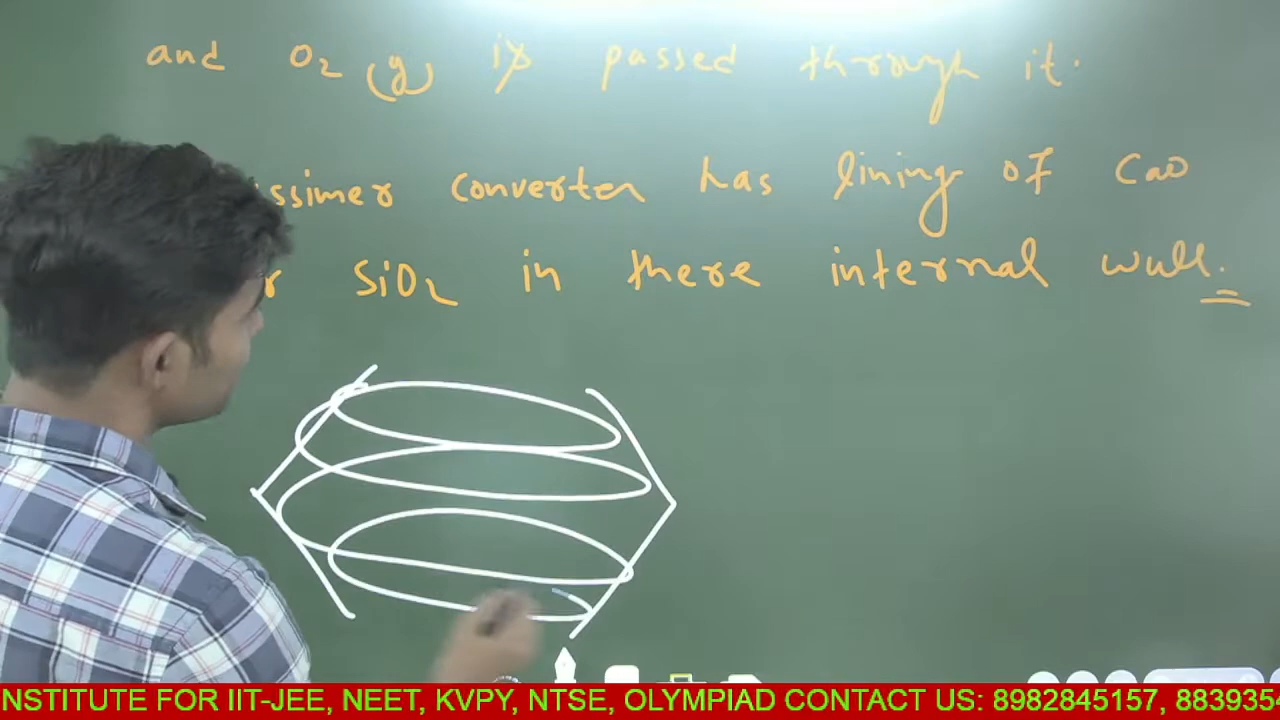 and O₂ (g) is passed through it.
ssimer converter has lining of CaO
r SiO₂ in there internal wall.
NSTITUTE FOR IIT-JEE, NEET, KVPY, NTSE, OLYMPIAD CONTACT US: 8982845157, 8839354